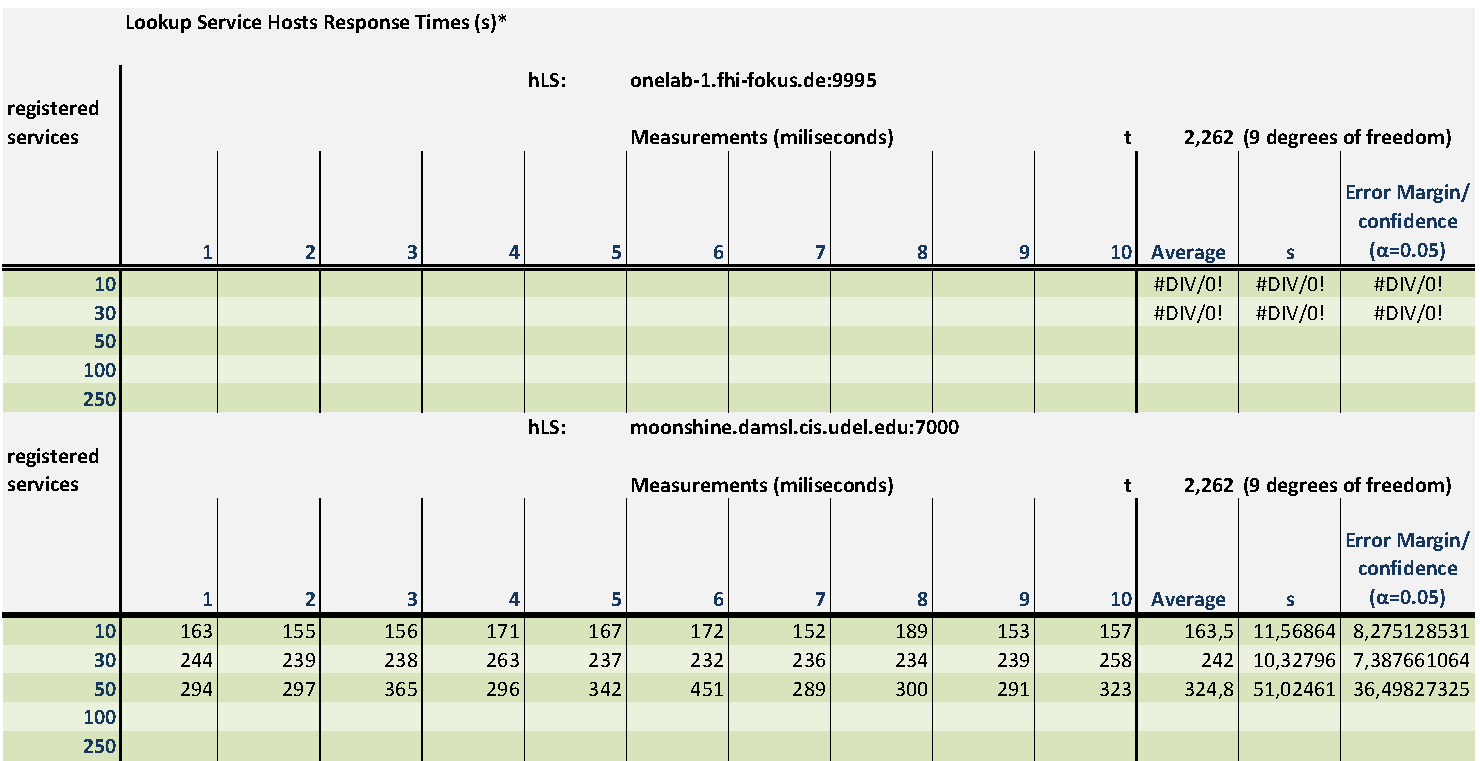 Lookup Service Hosts Response Times (s)*
hLS: onelab-1.fhi-fokus.de:9995
registered
services Measurements (miliseconds) t 2,262 (9 degrees of freedom)
Error Margin/
confidence
1 2 3 4 5 6 7 8 9 10 Average s (α=0.05)
10 #DIV/0! #DIV/0! #DIV/0!
30 #DIV/0! #DIV/0! #DIV/0!
50
100
250
hLS: moonshine.damsl.cis.udel.edu:7000
registered
services Measurements (miliseconds) t 2,262 (9 degrees of freedom)
Error Margin/
confidence
1 2 3 4 5 6 7 8 9 10 Average s (α=0.05)
10 163 155 156 171 167 172 152 189 153 157 163,5 11,56864 8,275128531
30 244 239 238 263 237 232 236 234 239 258 242 10,32796 7,387661064
50 294 297 365 296 342 451 289 300 291 323 324,8 51,02461 36,49827325
100
250